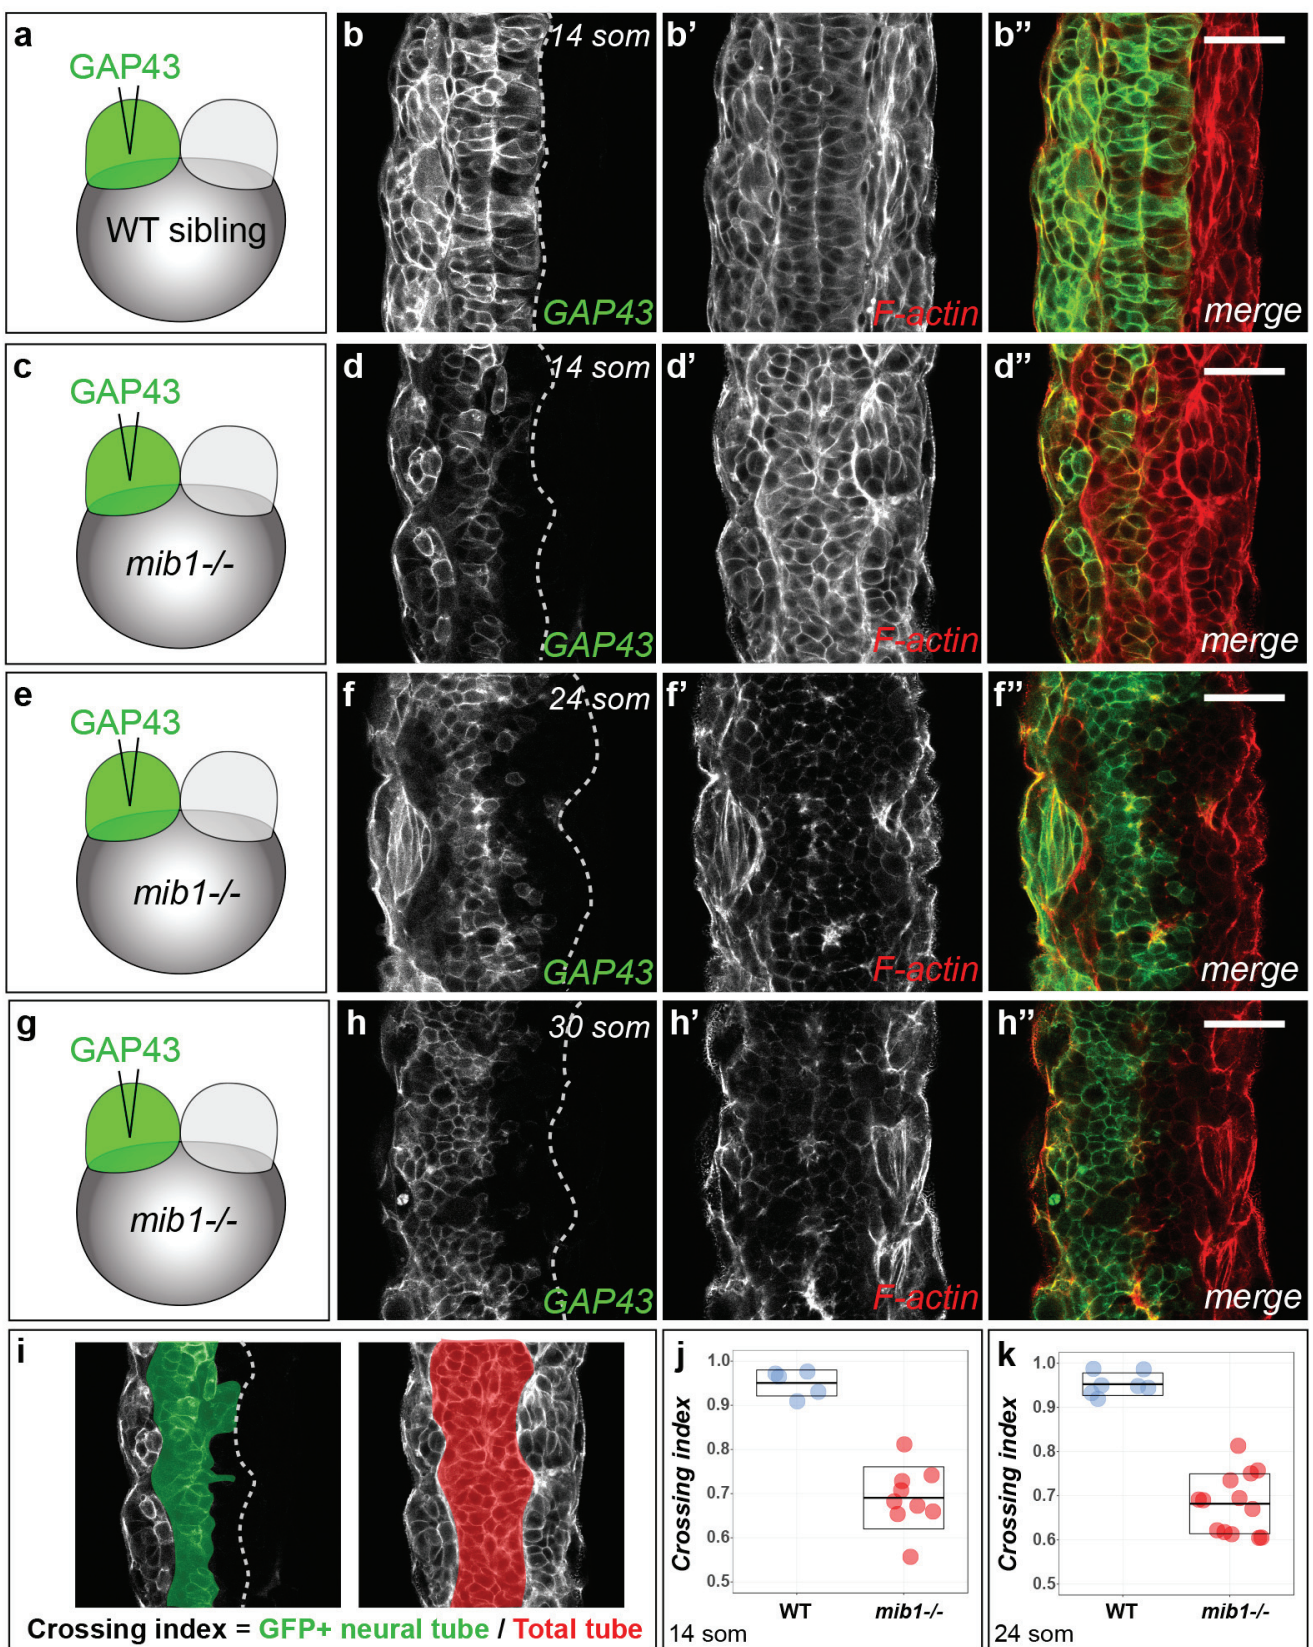 a
GAP43
WT sibling
b
14 som
GAP43
b’
F-actin
b”
merge
c
GAP43
mib1-/-
d
14 som
GAP43
d’
F-actin
d”
merge
e
GAP43
mib1-/-
f
24 som
GAP43
f’
F-actin
f”
merge
g
GAP43
mib1-/-
h
30 som
GAP43
h’
F-actin
h”
merge
i
Crossing index = GFP+ neural tube / Total tube
j
Crossing index
1.0
0.9
0.8
0.7
0.6
0.5
WT mib1-/-
14 som
k
Crossing index
1.0
0.9
0.8
0.7
0.6
0.5
WT mib1-/-
24 som